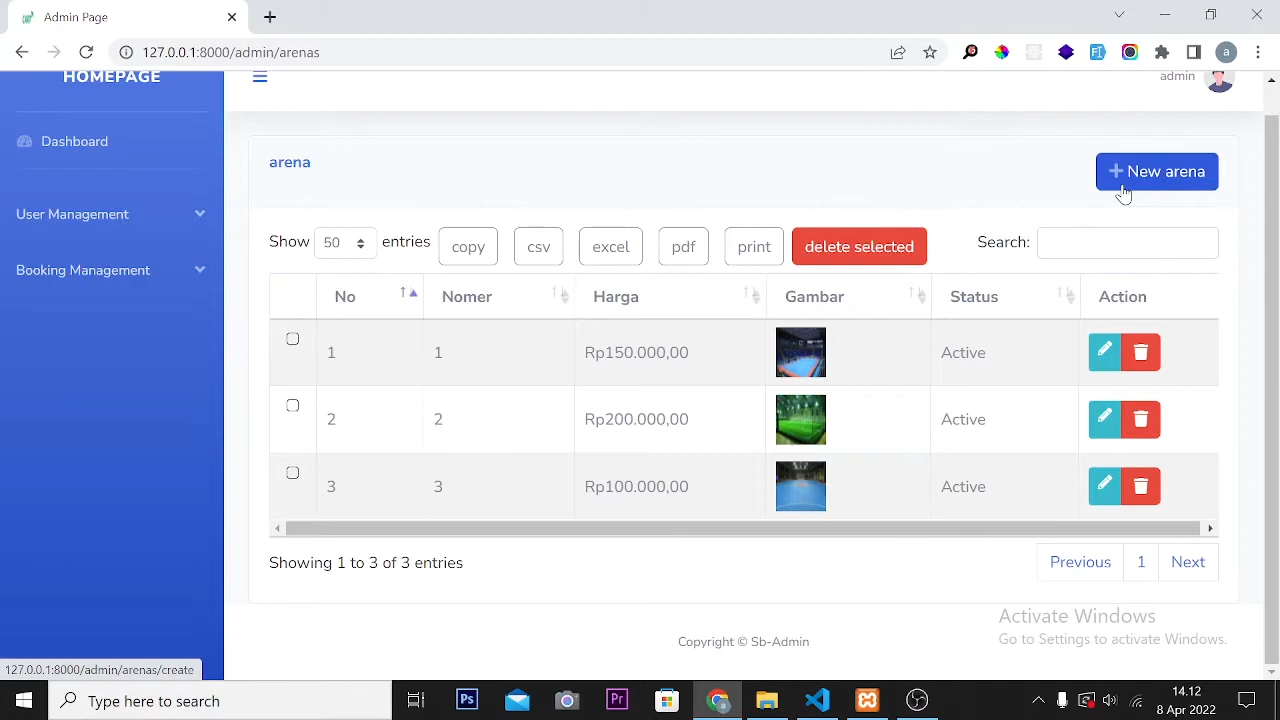 Admin Page
127.0.0.1:8000/admin/arenas
a
HOMEPAGE
admin
Dashboard
User Management
Booking Management
arena
New arena
Show 50 entries
copy
csv
excel
pdf
print
delete selected
Search:
No Nomer Harga Gambar Status Action
1 1 Rp150.000,00 Active
2 2 Rp200.000,00 Active
3 3 Rp100.000,00 Active
Showing 1 to 3 of 3 entries
Previous 1 Next
Activate Windows
Go to Settings to activate Windows.
Copyright © Sb-Admin
127.0.0.1:8000/admin/arenas/create
Type here to search
Ps
Pr
14.12
8 Apr 2022